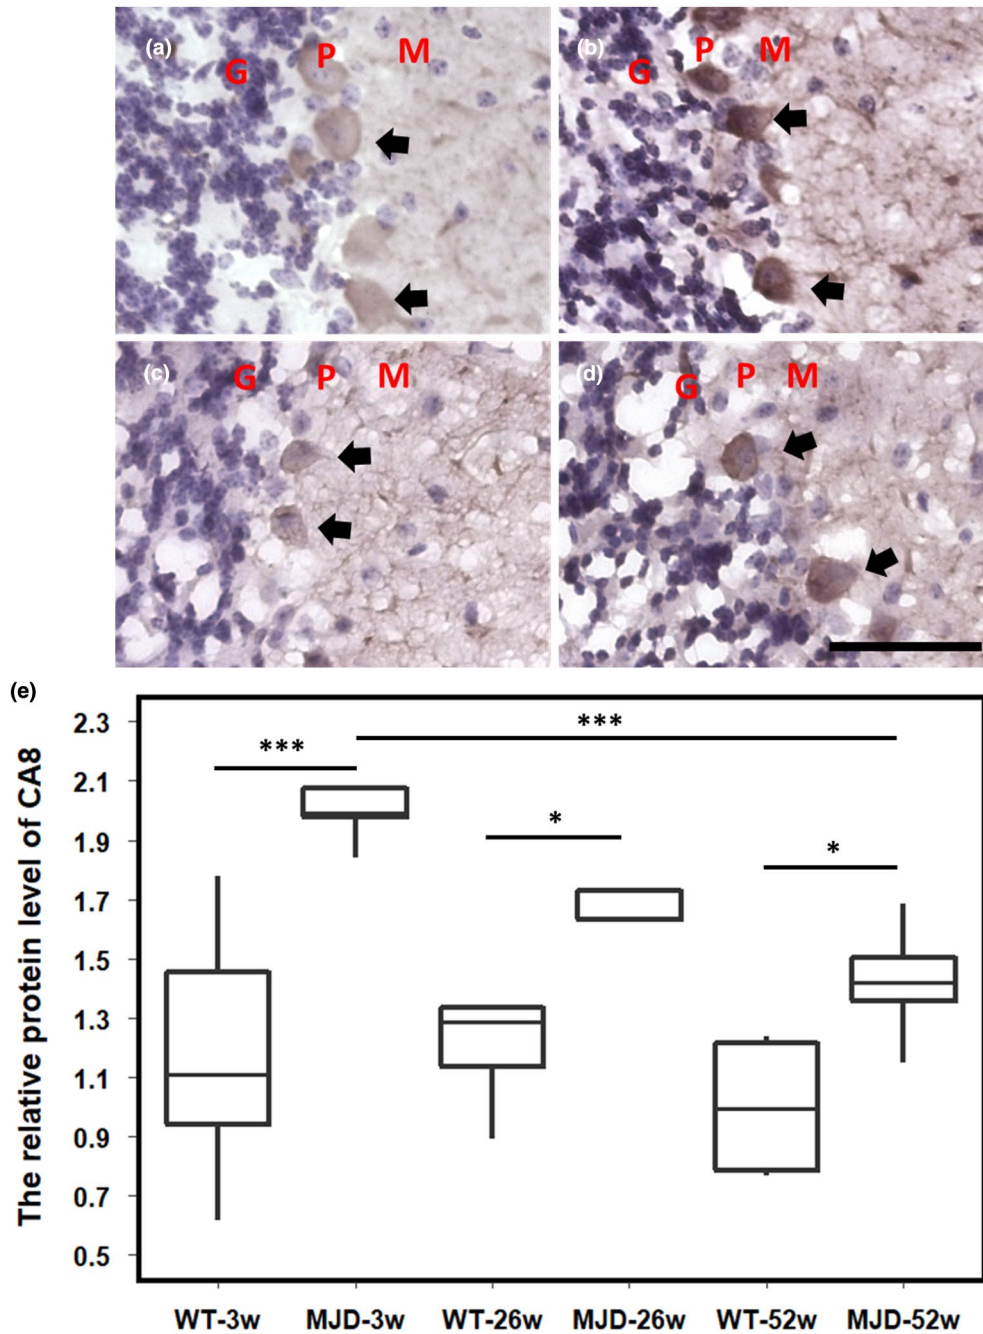 (a)
G P M
(b)
G P M
(c)
G P M
(d)
G P M
(e)
The relative protein level of CA8
2.3
2.1
1.9
1.7
1.5
1.3
1.1
0.9
0.7
0.5
***
***
*
*
WT-3w MJD-3w WT-26w MJD-26w WT-52w MJD-52w